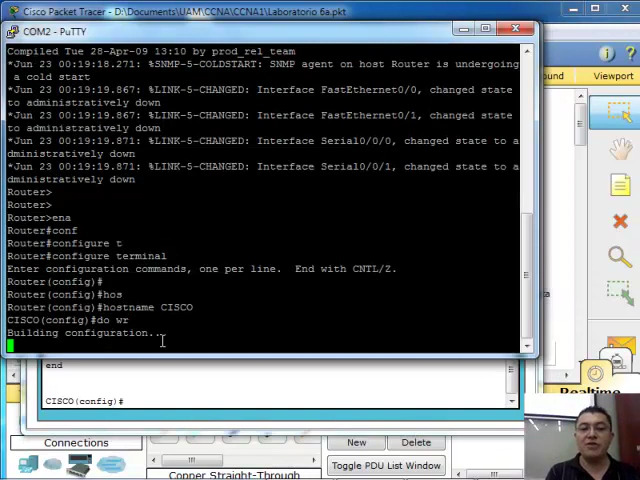 Cisco Packet Tracer - D:\Documents\UAM\CCNA\CCNA1\Laboratorio 6a.pkt
COM2 - PuTTY
Compiled Tue 28-Apr-09 13:10 by prod_rel_team
*Jun 23 00:19:18.271: %SNMP-5-COLDSTART: SNMP agent on host Router is undergoing
a cold start
*Jun 23 00:19:19.867: %LINK-5-CHANGED: Interface FastEthernet0/0, changed state
to administratively down
*Jun 23 00:19:19.867: %LINK-5-CHANGED: Interface FastEthernet0/1, changed state
to administratively down
*Jun 23 00:19:19.871: %LINK-5-CHANGED: Interface Serial0/0/0, changed state to a
dministratively down
*Jun 23 00:19:19.871: %LINK-5-CHANGED: Interface Serial0/0/1, changed state to a
dministratively down
Router>
Router>
Router>ena
Router#conf
Router#configure t
Router#configure terminal
Enter configuration commands, one per line.  End with CNTL/Z.
Router(config)#
Router(config)#hos
Router(config)#hostname CISCO
CISCO(config)#do wr
Building configuration...
ound
Viewport
end
CISCO(config)#
Realtime
Connections
New
Delete
Toggle PDU List Window
Copper Straight-Through